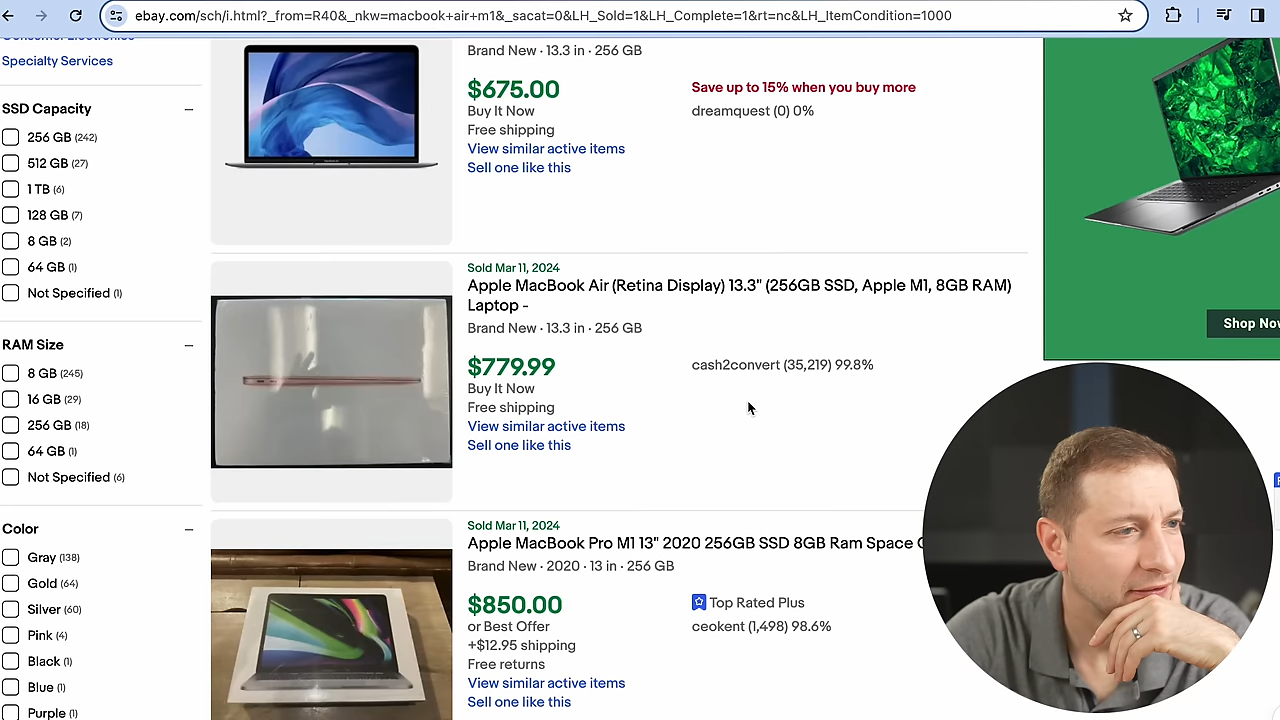 ebay.com/sch/i.html?_from=R40&_nkw=macbook+air+m1&_sacat=0&LH_Sold=1&LH_Complete=1&rt=nc&LH_ItemCondition=1000
Consumer Electronics
Specialty Services
SSD Capacity
256 GB (242)
512 GB (27)
1 TB (6)
128 GB (7)
8 GB (2)
64 GB (1)
Not Specified (1)
RAM Size
8 GB (245)
16 GB (29)
256 GB (18)
64 GB (1)
Not Specified (6)
Color
Gray (138)
Gold (64)
Silver (60)
Pink (4)
Black (1)
Blue (1)
Purple (1)
Brand New · 13.3 in · 256 GB
$675.00
Buy It Now
Free shipping
View similar active items
Sell one like this
Save up to 15% when you buy more
dreamquest (0) 0%
Sold Mar 11, 2024
Apple MacBook Air (Retina Display) 13.3" (256GB SSD, Apple M1, 8GB RAM)
Laptop -
Brand New · 13.3 in · 256 GB
$779.99
Buy It Now
Free shipping
View similar active items
Sell one like this
cash2convert (35,219) 99.8%
Sold Mar 11, 2024
Apple MacBook Pro M1 13" 2020 256GB SSD 8GB Ram Space
Brand New · 2020 · 13 in · 256 GB
$850.00
or Best Offer
+$12.95 shipping
Free returns
View similar active items
Sell one like this
Top Rated Plus
ceokent (1,498) 98.6%
Shop Now